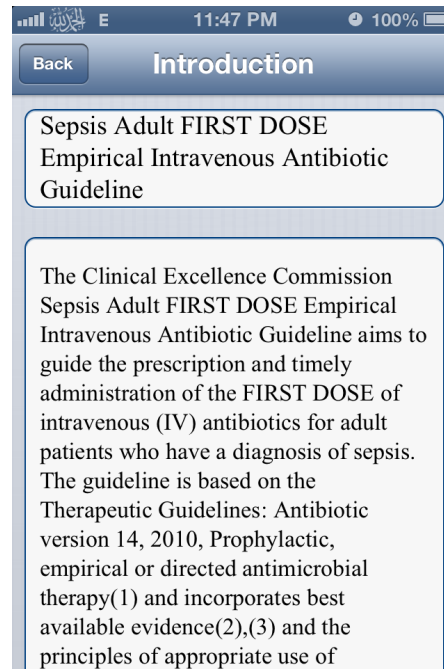 E 11:47 PM 100%
Back Introduction
Sepsis Adult FIRST DOSE
Empirical Intravenous Antibiotic
Guideline
The Clinical Excellence Commission
Sepsis Adult FIRST DOSE Empirical
Intravenous Antibiotic Guideline aims to
guide the prescription and timely
administration of the FIRST DOSE of
intravenous (IV) antibiotics for adult
patients who have a diagnosis of sepsis.
The guideline is based on the
Therapeutic Guidelines: Antibiotic
version 14, 2010, Prophylactic,
empirical or directed antimicrobial
therapy(1) and incorporates best
available evidence(2),(3) and the
principles of appropriate use of